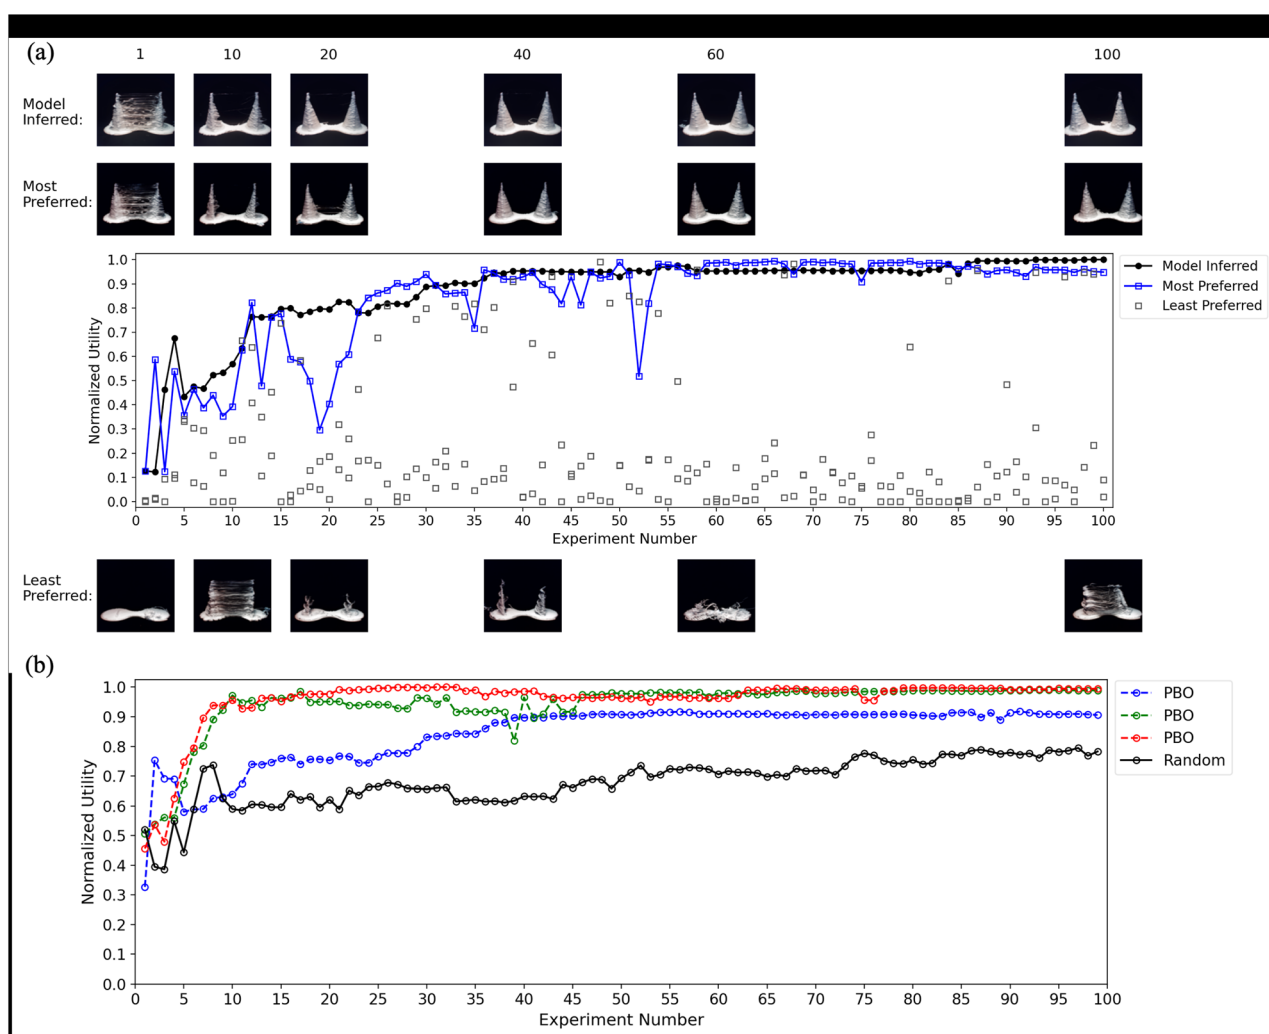 (a)
1 10 20 40 60 100
Model
Inferred:
Most
Preferred:
1.0
0.9
0.8
0.7
0.6
0.5
0.4
0.3
0.2
0.1
0.0
Normalized Utility
0 5 10 15 20 25 30 35 40 45 50 55 60 65 70 75 80 85 90 95 100
Experiment Number
Model Inferred
Most Preferred
Least Preferred
Least
Preferred:
(b)
1.0
0.9
0.8
0.7
0.6
0.5
0.4
0.3
0.2
0.1
0.0
Normalized Utility
0 5 10 15 20 25 30 35 40 45 50 55 60 65 70 75 80 85 90 95 100
Experiment Number
PBO
PBO
PBO
Random